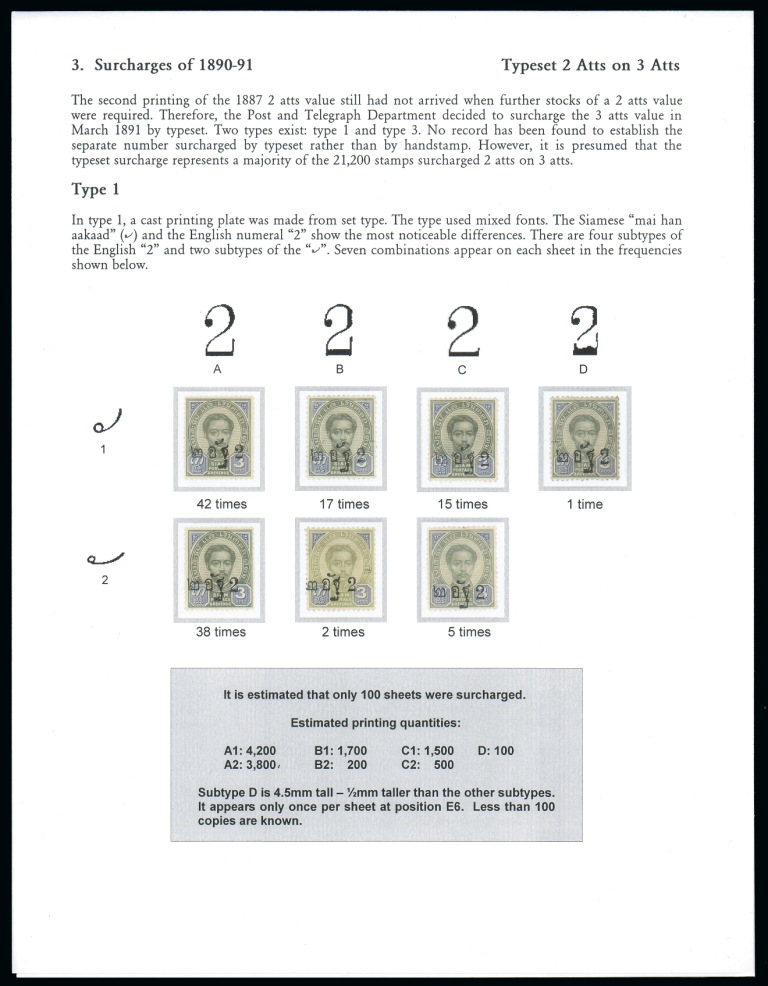 3. Surcharges of 1890-91 Typeset 2 Atts on 3 Atts
The second printing of the 1887 2 atts value still had not arrived when further stocks of a 2 atts value
were required. Therefore, the Post and Telegraph Department decided to surcharge the 3 atts value in
March 1891 by typeset. Two types exist: type 1 and type 3. No record has been found to establish the
separate number surcharged by typeset rather than by handstamp. However, it is presumed that the
typeset surcharge represents a majority of the 21,200 stamps surcharged 2 atts on 3 atts.
Type 1
In type 1, a cast printing plate was made from set type. The type used mixed fonts. The Siamese “mai han
aakaad” (ั) and the English numeral “2” show the most noticeable differences. There are four subtypes of
the English “2” and two subtypes of the “ั”. Seven combinations appear on each sheet in the frequencies
shown below.
2 2 2 2
A B C D
1
42 times 17 times 15 times 1 time
2
38 times 2 times 5 times
It is estimated that only 100 sheets were surcharged.
Estimated printing quantities:
A1: 4,200 B1: 1,700 C1: 1,500 D: 100
A2: 3,800 B2: 200 C2: 500
Subtype D is 4.5mm tall – ½mm taller than the other subtypes.
It appears only once per sheet at position E6. Less than 100
copies are known.